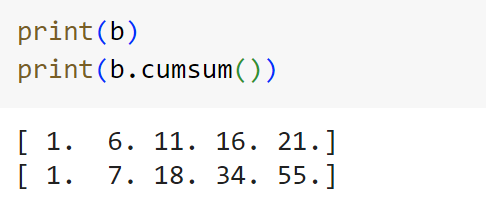 print(b)
print(b.cumsum())
[ 1.  6. 11. 16. 21.]
[ 1.  7. 18. 34. 55.]